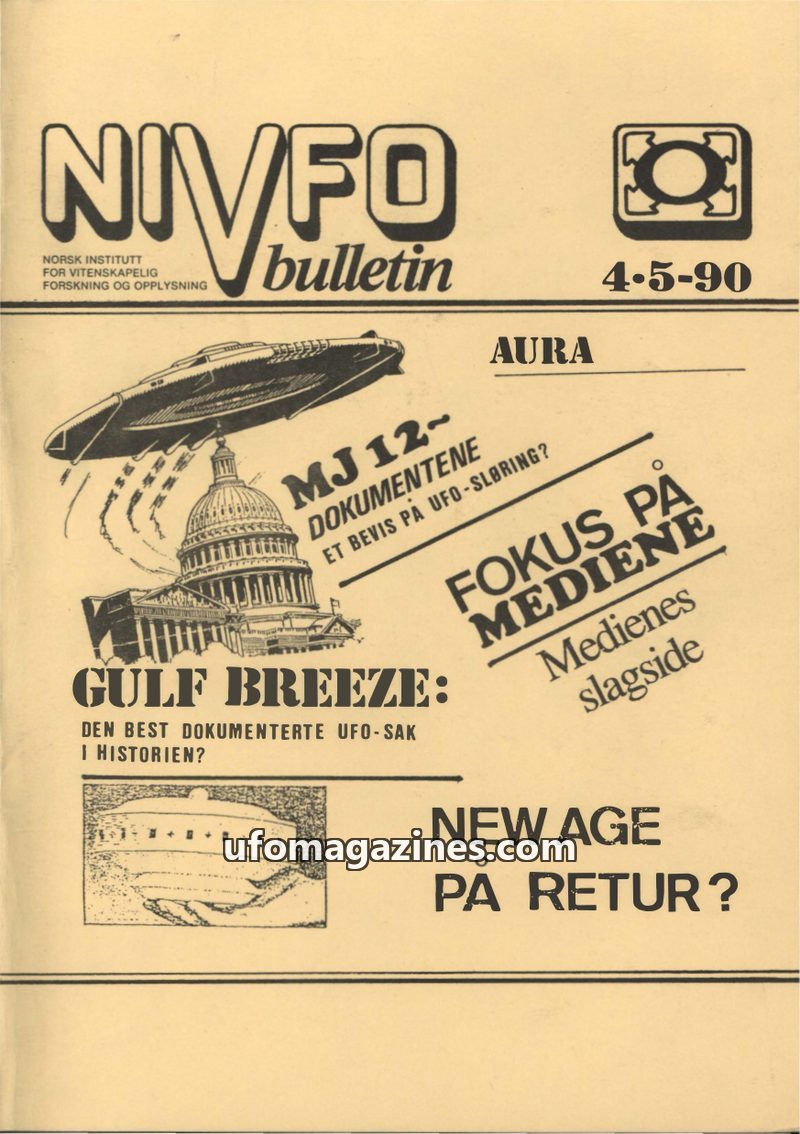 NIVFO
bulletin
NORSK INSTITUTT
FOR VITENSKAPELIG
FORSKNING OG OPPLYSNING
4•5-90
AURA
MJ 12~
DOKUMENTENE
ET BEVIS PÅ UFO-SLØRING?
FOKUS PÅ
MEDIENE
Medienes
slagside
GULF BREEZE:
DEN BEST DOKUMENTERTE UFO-SAK
I HISTORIEN?
NEW AGE
PÅ RETUR?
ufomagazines.com